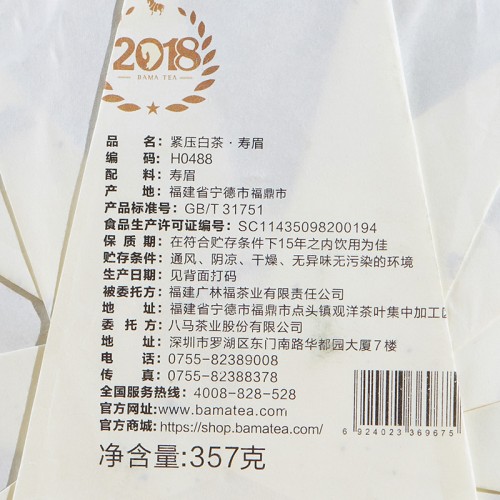 2018
BAMA TEA
品 名：紧压白茶·寿眉
编 码：H0488
配 料：寿眉
产 地：福建省宁德市福鼎市
产品标准号：GB/T 31751
食品生产许可证编号：SC11435098200194
保 质 期：在符合贮存条件下15年之内饮用为佳
贮存条件：通风、阴凉、干燥、无异味无污染的环境
生产日期：见背面打码
被委托方：福建广林福茶业有限责任公司
地 址：福建省宁德市福鼎市点头镇观洋茶叶集中加工区
委 托 方：八马茶业股份有限公司
地 址：深圳市罗湖区东门南路华都园大厦7楼
电 话：0755-82389008
传 真：0755-82388378
全国服务热线：4008-828-528
官方网址:www.bamatea.com
官方商城:https://shop.bamatea.com/
6 924023 369675
净含量:357克